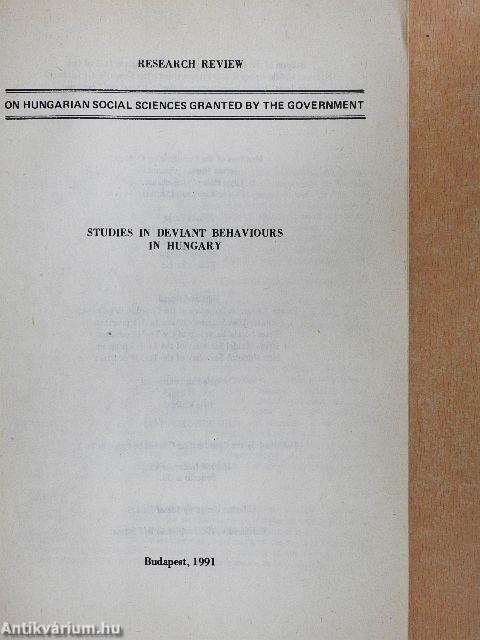 RESEARCH REVIEW
ON HUNGARIAN SOCIAL SCIENCES GRANTED BY THE GOVERNMENT
STUDIES IN DEVIANT BEHAVIOURS
IN HUNGARY
Budapest, 1991
Antikvárium.hu